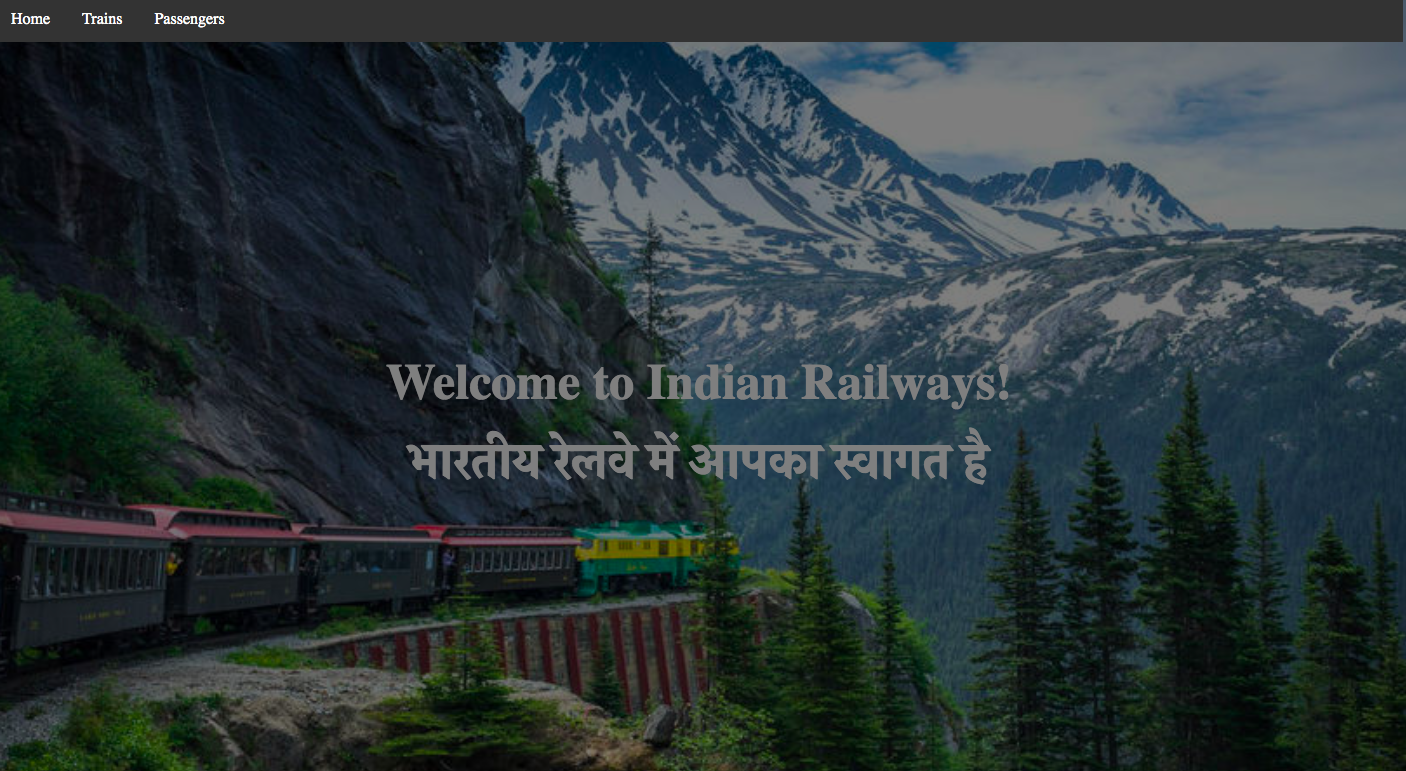 Home Trains Passengers
Welcome to Indian Railways!
भारतीय रेलवे में आपका स्वागत है